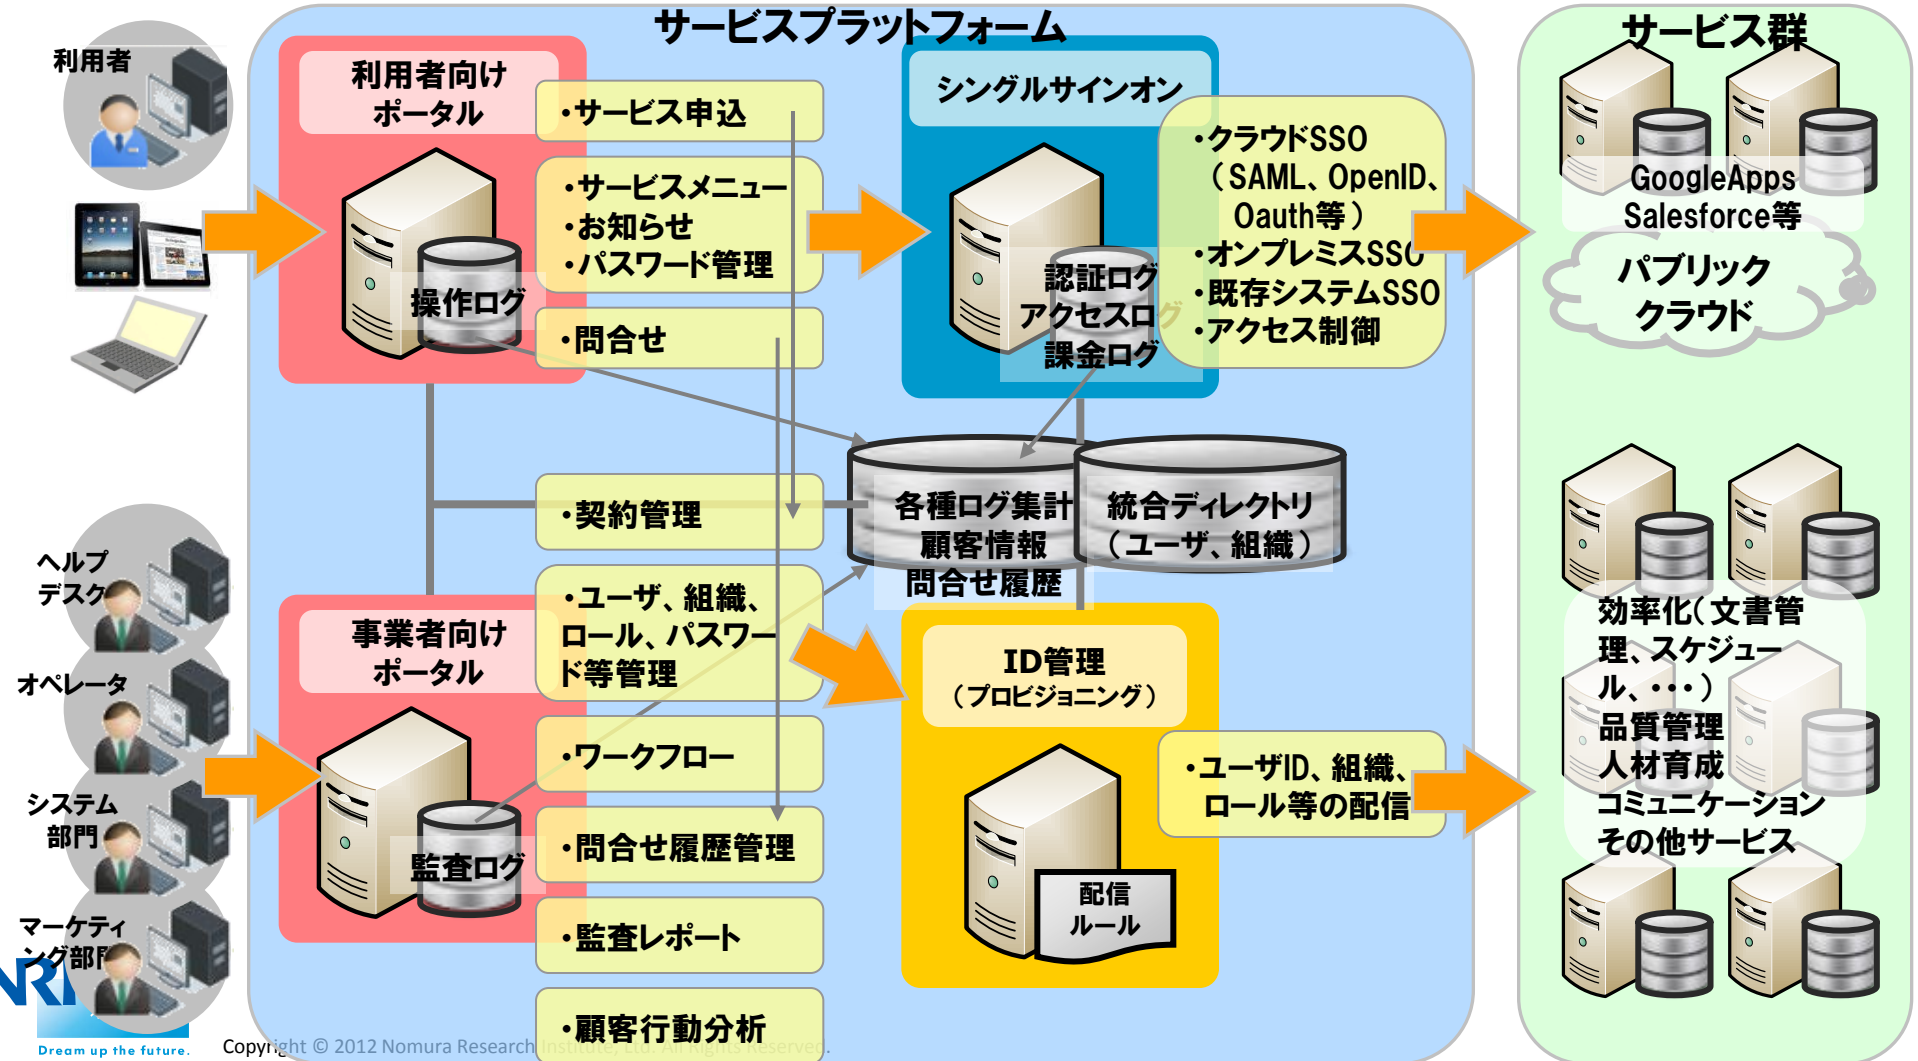 サービスプラットフォーム
サービス群
利用者
利用者向け
ポータル
操作ログ
・サービス申込
・サービスメニュー
・お知らせ
・パスワード管理
・問合せ
シングルサインオン
認証ログ
アクセスログ
課金ログ
・クラウドSSO
（SAML、OpenID、
Oauth等）
・オンプレミスSSO
・既存システムSSO
・アクセス制御
GoogleApps
Salesforce等
パブリック
クラウド
・契約管理
各種ログ集計
顧客情報
問合せ履歴
統合ディレクトリ
（ユーザ、組織）
ヘルプ
デスク
オペレータ
システム
部門
マーケティ
ング部門
事業者向け
ポータル
監査ログ
・ユーザ、組織、
ロール、パスワー
ド等管理
・ワークフロー
・問合せ履歴管理
・監査レポート
・顧客行動分析
ID管理
（プロビジョニング）
配信
ルール
・ユーザID、組織、
ロール等の配信
効率化（文書管
理、スケジュー
ル、・・・）
品質管理
人材育成
コミュニケーション
その他サービス
NRI
Dream up the future.
Copyright © 2012 Nomura Research Institute, Ltd. All Rights Reserved.